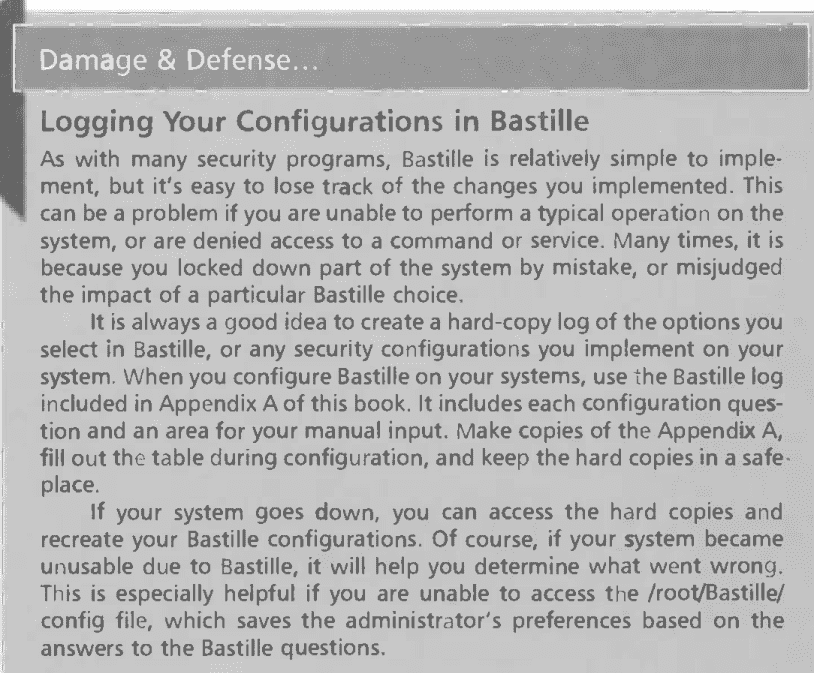 Damage & Defense...
Logging Your Configurations in Bastille
As with many security programs, Bastille is relatively simple to imple-
ment, but it's easy to lose track of the changes you implemented. This
can be a problem if you are unable to perform a typical operation on the
system, or are denied access to a command or service. Many times, it is
because you locked down part of the system by mistake, or misjudged
the impact of a particular Bastille choice.
It is always a good idea to create a hard-copy log of the options you
select in Bastille, or any security configurations you implement on your
system. When you configure Bastille on your systems, use the Bastille log
included in Appendix A of this book. It includes each configuration ques-
tion and an area for your manual input. Make copies of the Appendix A,
fill out the table during configuration, and keep the hard copies in a safe-
place.
If your system goes down, you can access the hard copies and
recreate your Bastille configurations. Of course, if your system became
unusable due to Bastille, it will help you determine what went wrong.
This is especially helpful if you are unable to access the /root/Bastille/
config file, which saves the administrator's preferences based on the
answers to the Bastille questions.